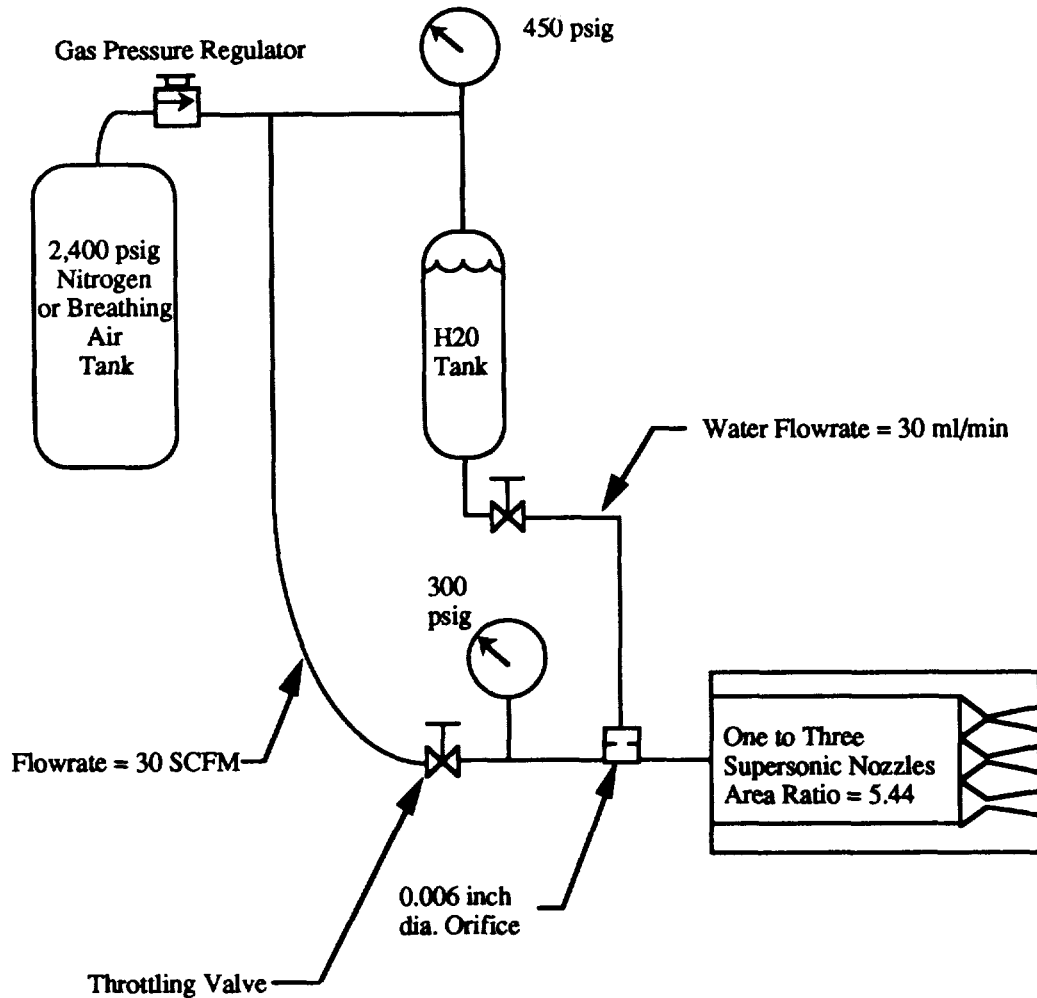 450 psig
Gas Pressure Regulator
2,400 psig
Nitrogen
or Breathing
Air
Tank
H20
Tank
Water Flowrate = 30 ml/min
300
psig
Flowrate = 30 SCFM
One to Three
Supersonic Nozzles
Area Ratio = 5.44
0.006 inch
dia. Orifice
Throttling Valve